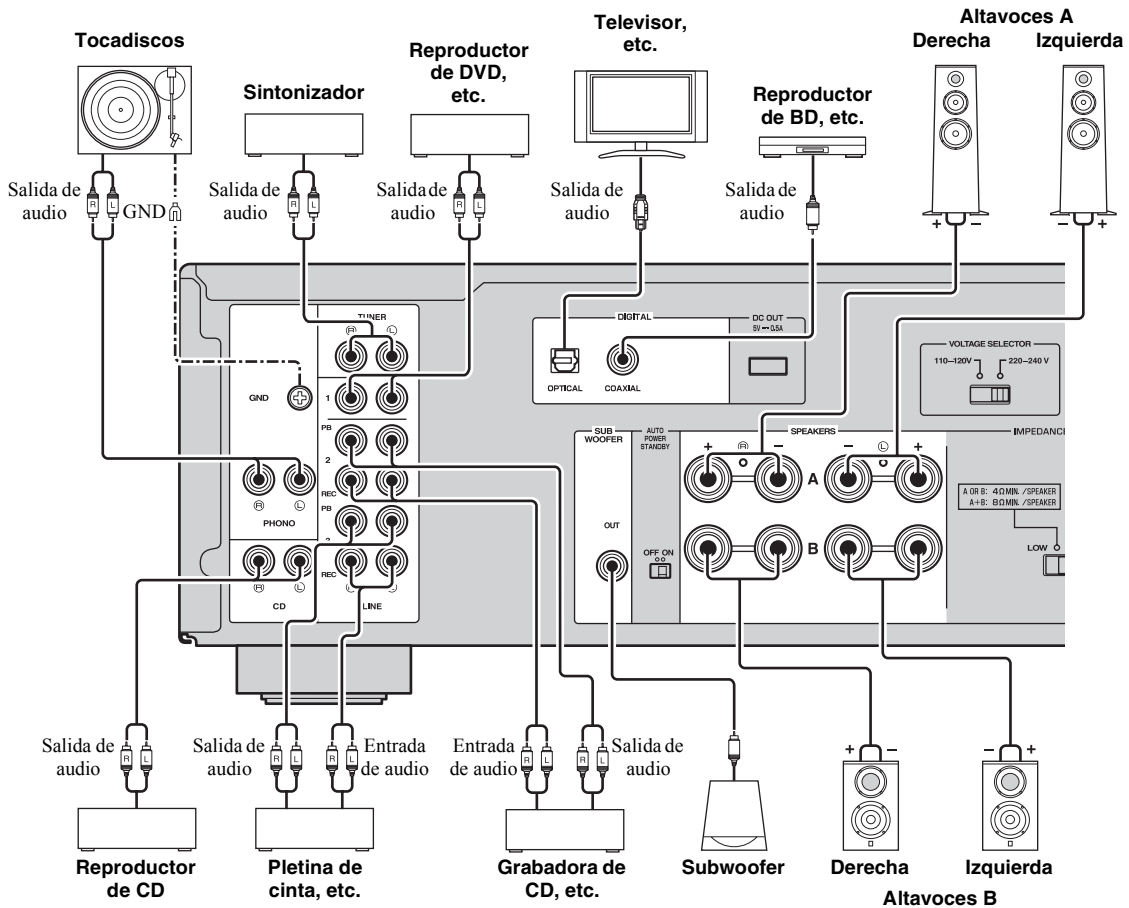 Tocadiscos
Sintonizador
Reproductor
de DVD,
etc.
Televisor,
etc.
Reproductor
de BD, etc.
Altavoces A
Derecha
Izquierda
Salida de
audio
R
L
GND
Salida de
audio
R
L
Salida de
audio
R
L
Salida de
audio
Salida de
audio
+
−
−
+
TUNER
R
L
GND
1
PB
2
REC
PB
3
REC
R
L
PHONO
R
L
CD
LINE
DIGITAL
OPTICAL
COAXIAL
DC OUT
5V 0.5A
VOLTAGE SELECTOR
110–120V
220–240 V
SUB
WOOFER
OUT
AUTO
POWER
STANDBY
OFF ON
SPEAKERS
+
R
−
−
L
+
A
B
IMPEDANCE
A OR B: 4ΩMIN. /SPEAKER
A+B: 8ΩMIN. /SPEAKER
LOW
Salida de
audio
R
L
Salida de
audio
R
L
R
L
Entrada
de audio
Entrada
de audio
R
L
R
L
Salida de
audio
+
−
−
+
Reproductor
de CD
Pletina de
cinta, etc.
Grabadora de
CD, etc.
Subwoofer
Derecha
Izquierda
Altavoces B